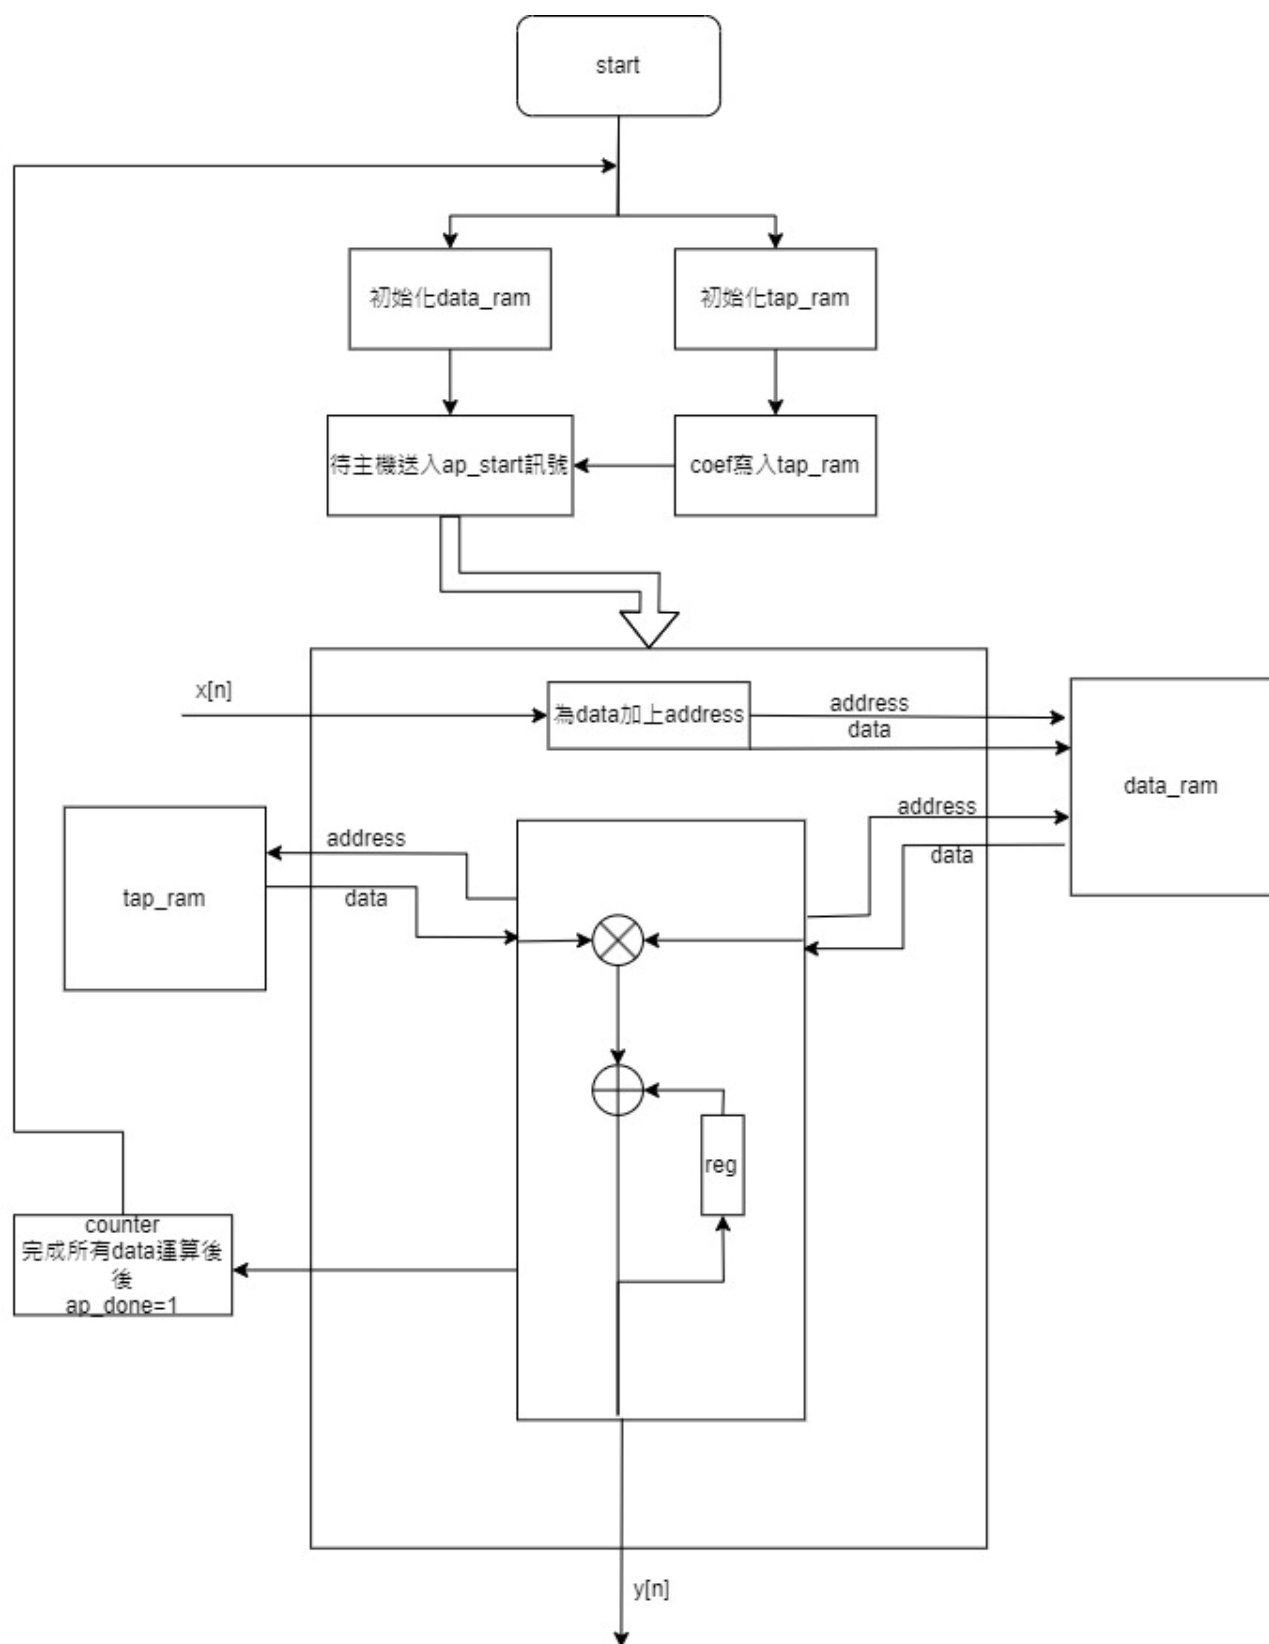 start
初始化data_ram
初始化tap_ram
待主機送入ap_start訊號
coef寫入tap_ram
x[n]
為data加上address
address
data
data_ram
address
data
address
data
tap_ram
reg
counter
完成所有data運算後
後
ap_done=1
y[n]